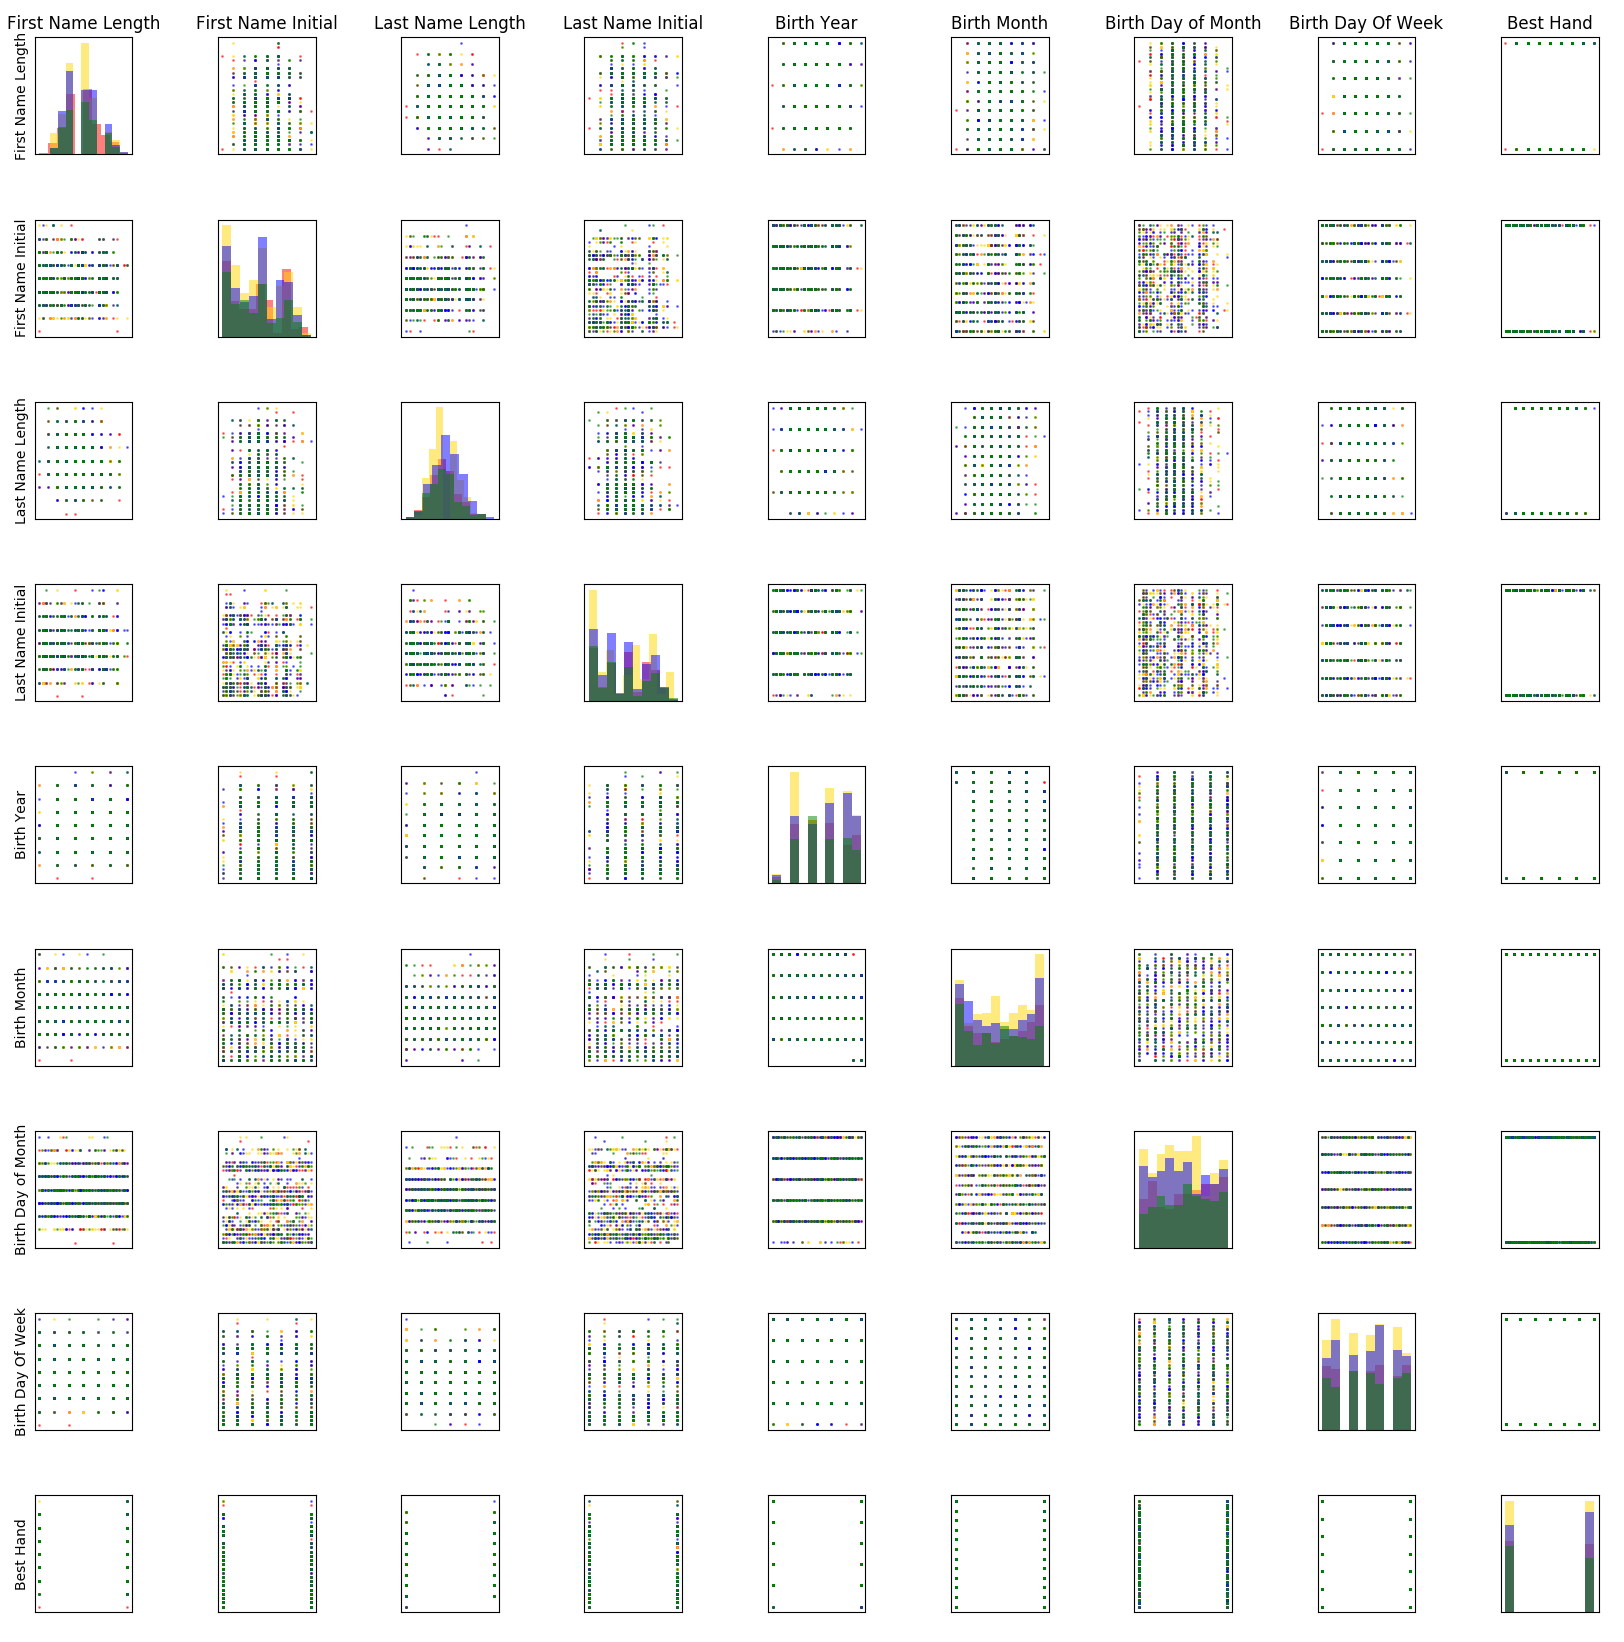 First Name Length First Name Initial Last Name Length Last Name Initial Birth Year Birth Month Birth Day of Month Birth Day Of Week Best Hand
First Name Length
First Name Initial
Last Name Length
Last Name Initial
Birth Year
Birth Month
Birth Day of Month
Birth Day Of Week
Best Hand